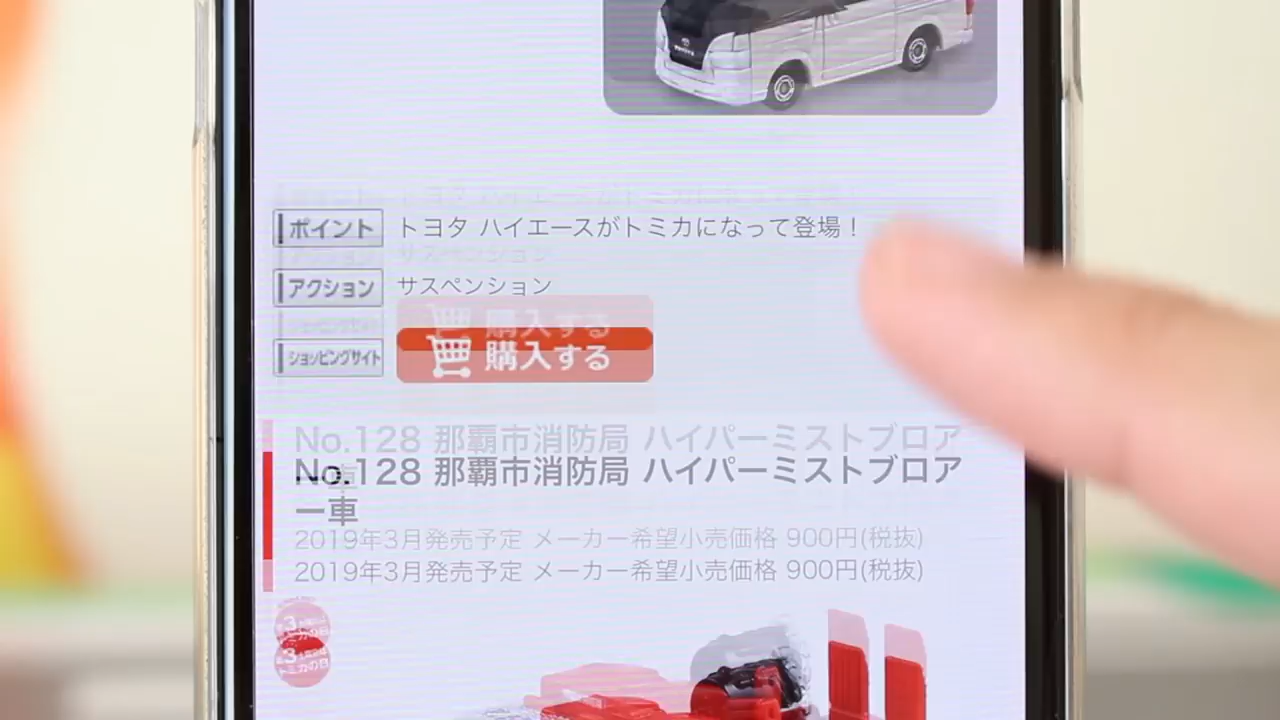 ポイント トヨタ ハイエースがトミカになって登場！
アクション サスペンション
ショッピングサイト 購入する
No.128 那覇市消防局 ハイパーミストブロア
ー車
2019年3月発売予定 メーカー希望小売価格 900円(税抜)